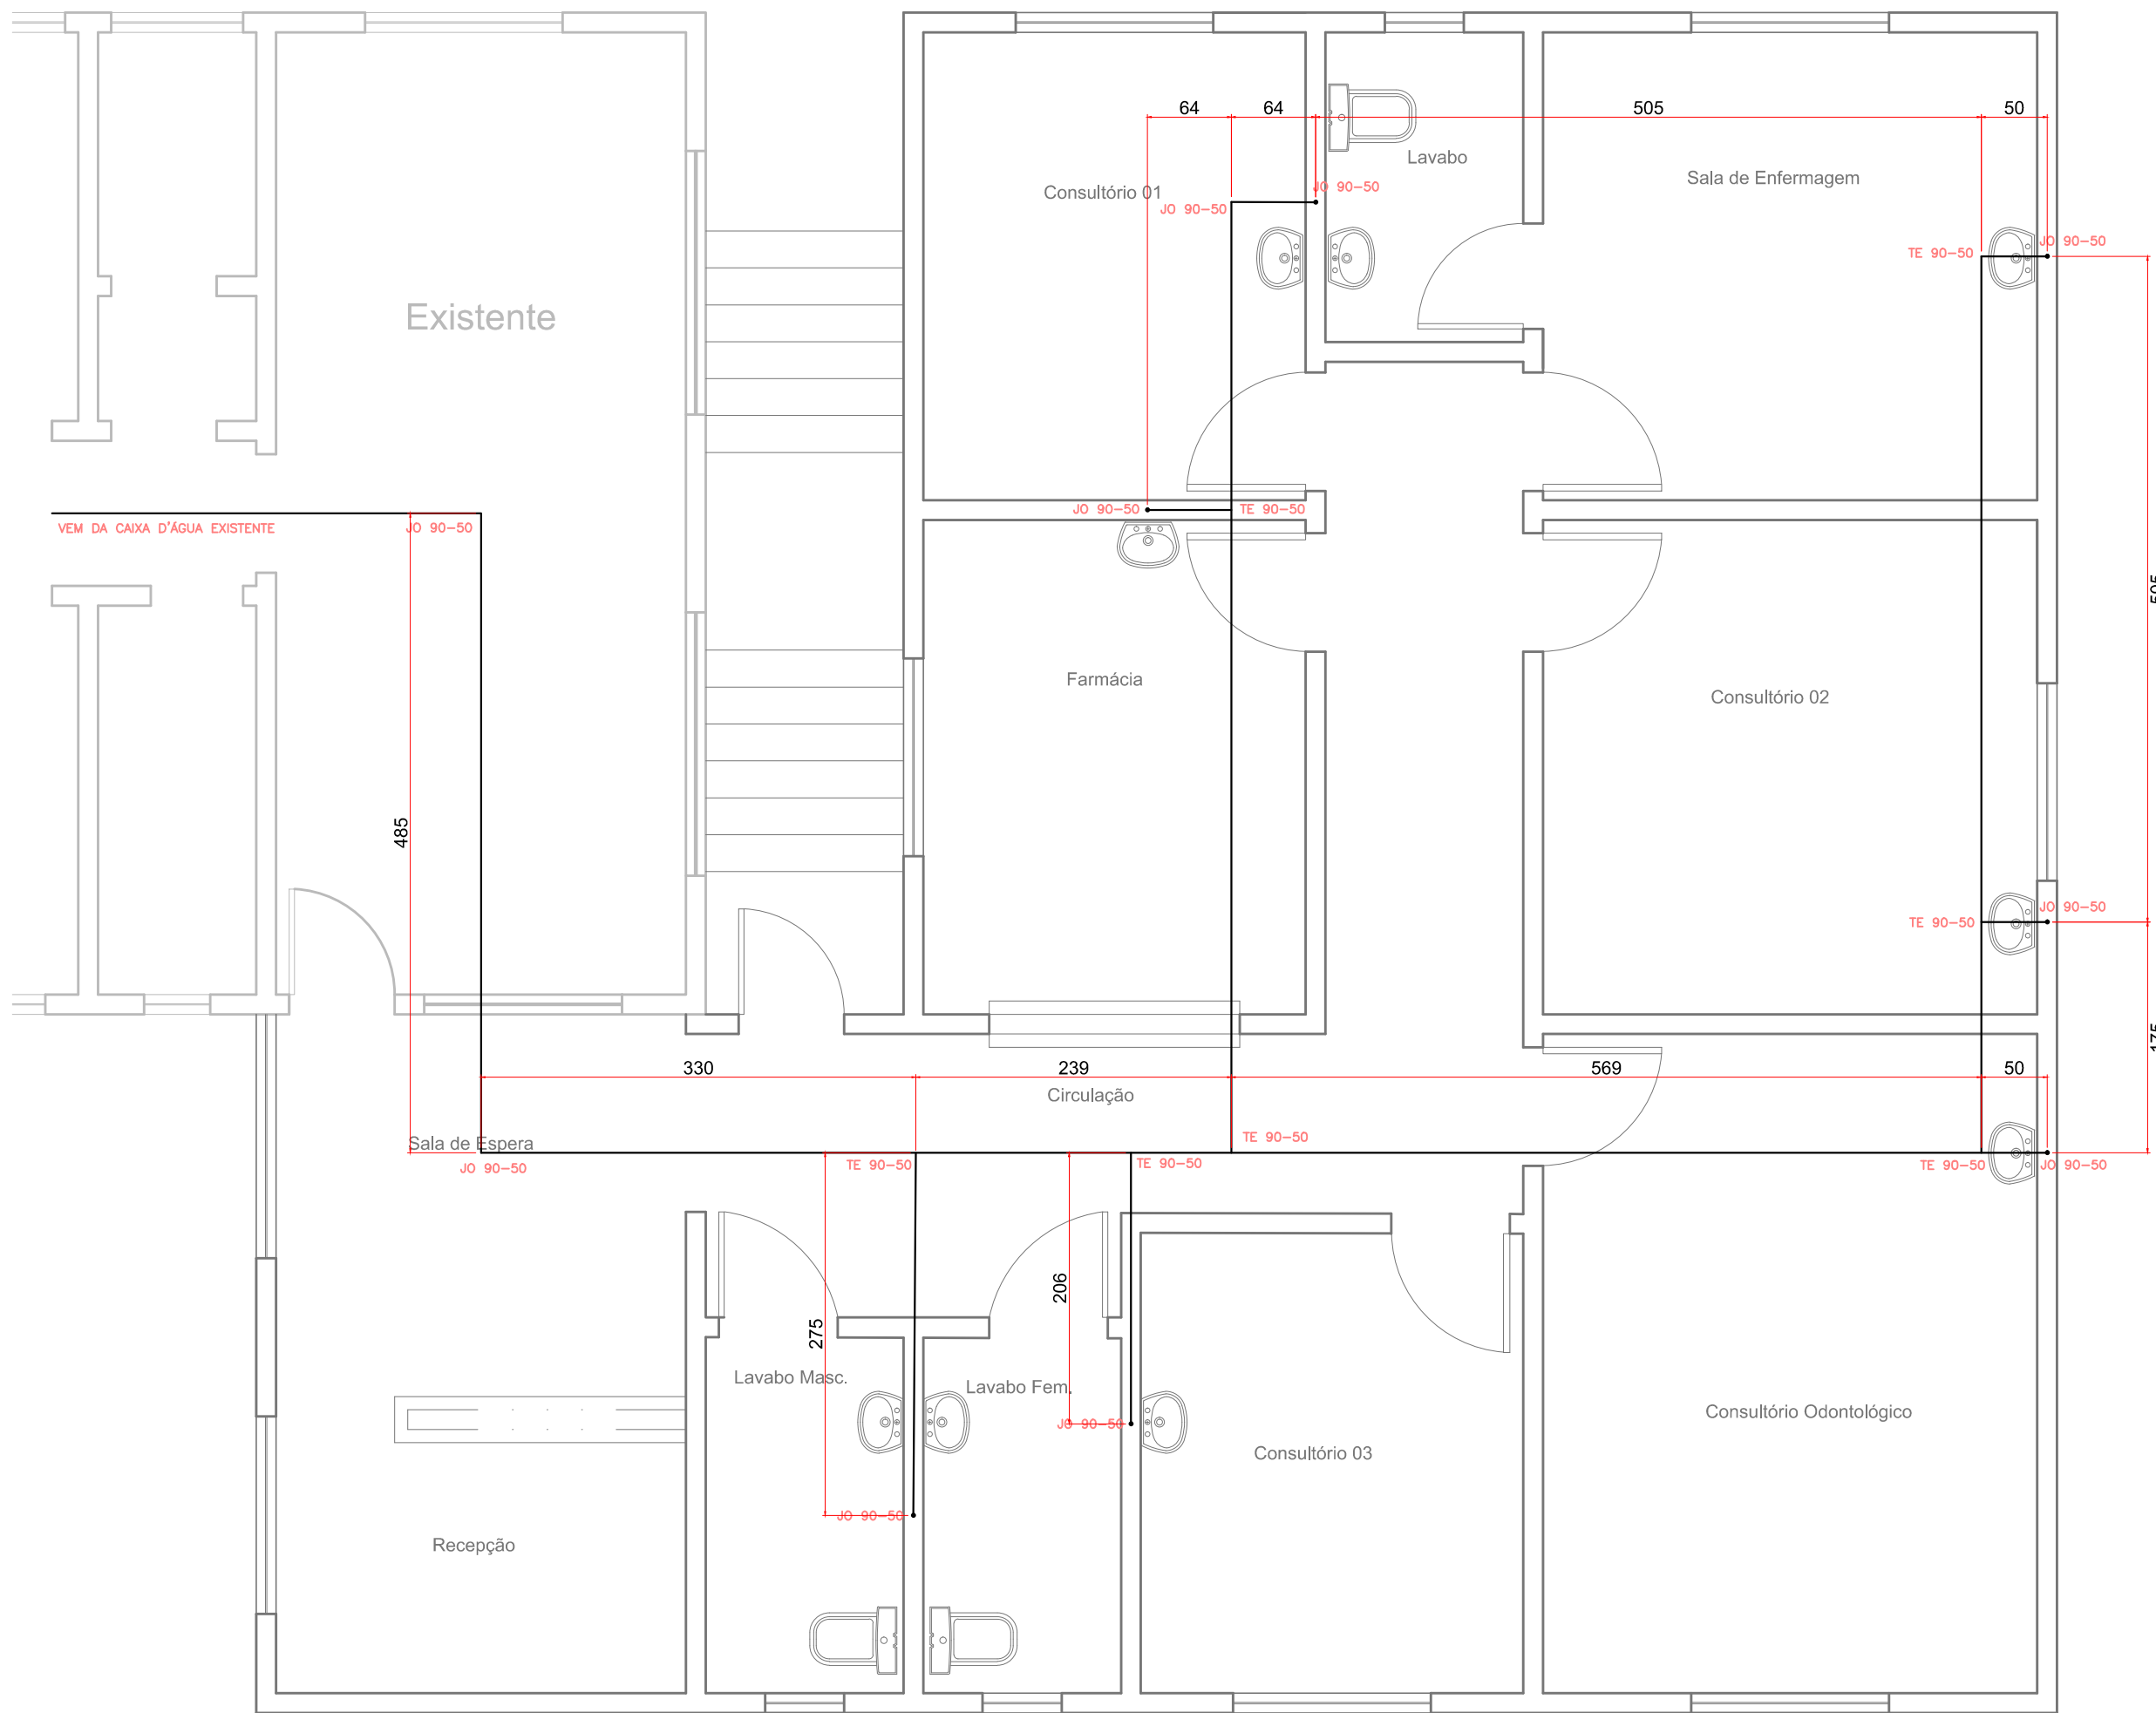 64
64
505
50
Lavabo
Sala de Enfermagem
Consultório 01
JO 90-50
JO 90-50
JO 90-50
TE 90-50
Existente
JO 90-50
TE 90-50
VEM DA CAIXA D'ÁGUA EXISTENTE
JO 90-50
505
Farmácia
Consultório 02
485
JO 90-50
TE 90-50
175
330
239
569
50
Circulação
Sala de Espera
TE 90-50
JO 90-50
TE 90-50
TE 90-50
TE 90-50
JO 90-50
206
275
Lavabo Masc.
Lavabo Fem.
Consultório Odontológico
JO 90-50
Consultório 03
JO 90-50
Recepção